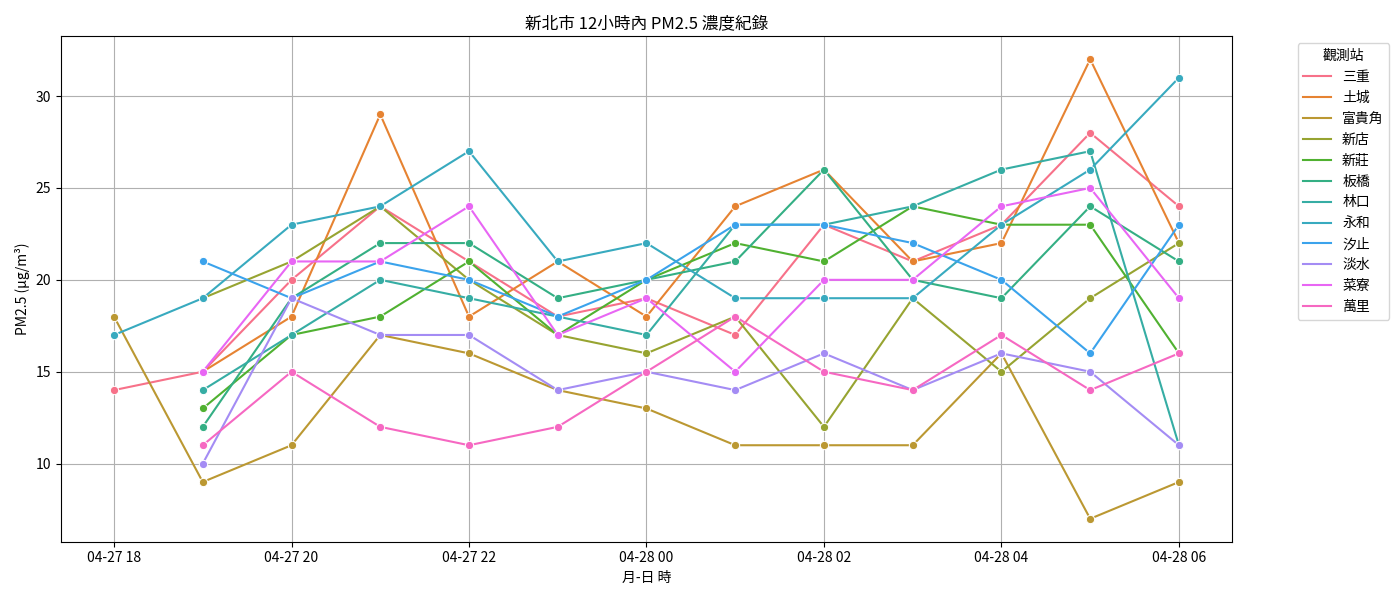 新北市 12小時內 PM2.5 濃度紀錄
PM2.5 (μg/m³)
30
25
20
15
10
04-27 18
04-27 20
04-27 22
04-28 00
04-28 02
04-28 04
04-28 06
月-日 時
觀測站
三重
土城
富貴角
新店
新莊
板橋
林口
永和
汐止
淡水
菜寮
萬里